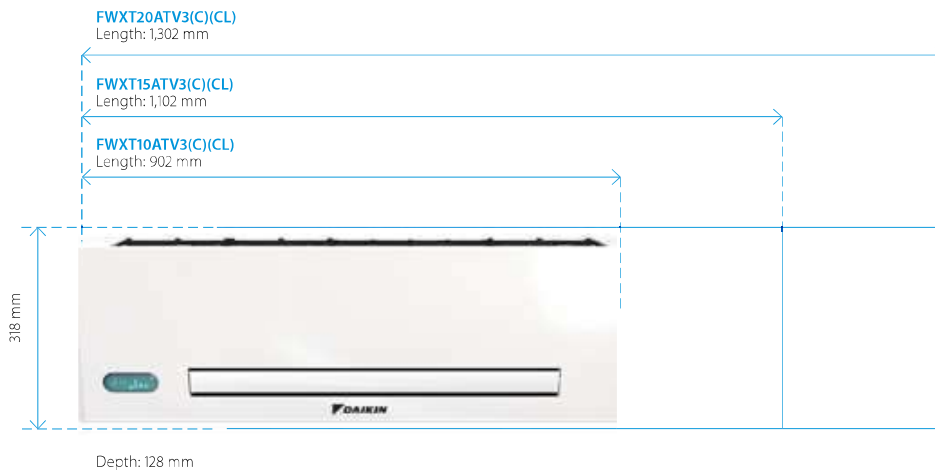 FWXT20ATV3(C)(CL)
Length: 1,302 mm
FWXT15ATV3(C)(CL)
Length: 1,102 mm
FWXT10ATV3(C)(CL)
Length: 902 mm
318 mm
DAIKIN
Depth: 128 mm